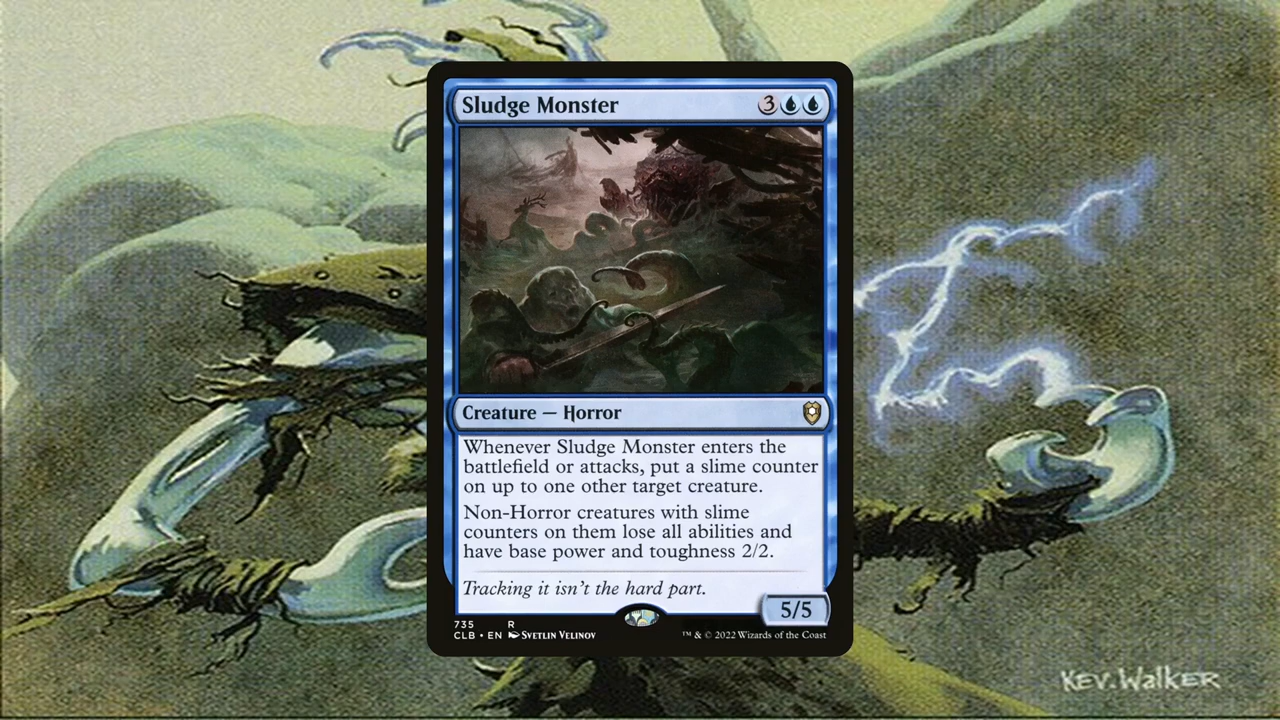 Sludge Monster
3
Creature — Horror
Whenever Sludge Monster enters the
battlefield or attacks, put a slime counter
on up to one other target creature.
Non-Horror creatures with slime
counters on them lose all abilities and
have base power and toughness 2/2.
Tracking it isn't the hard part.
5/5
735 R
CLB • EN Svetlin Velinov
™ & © 2022 Wizards of the Coast
Kev. Walker